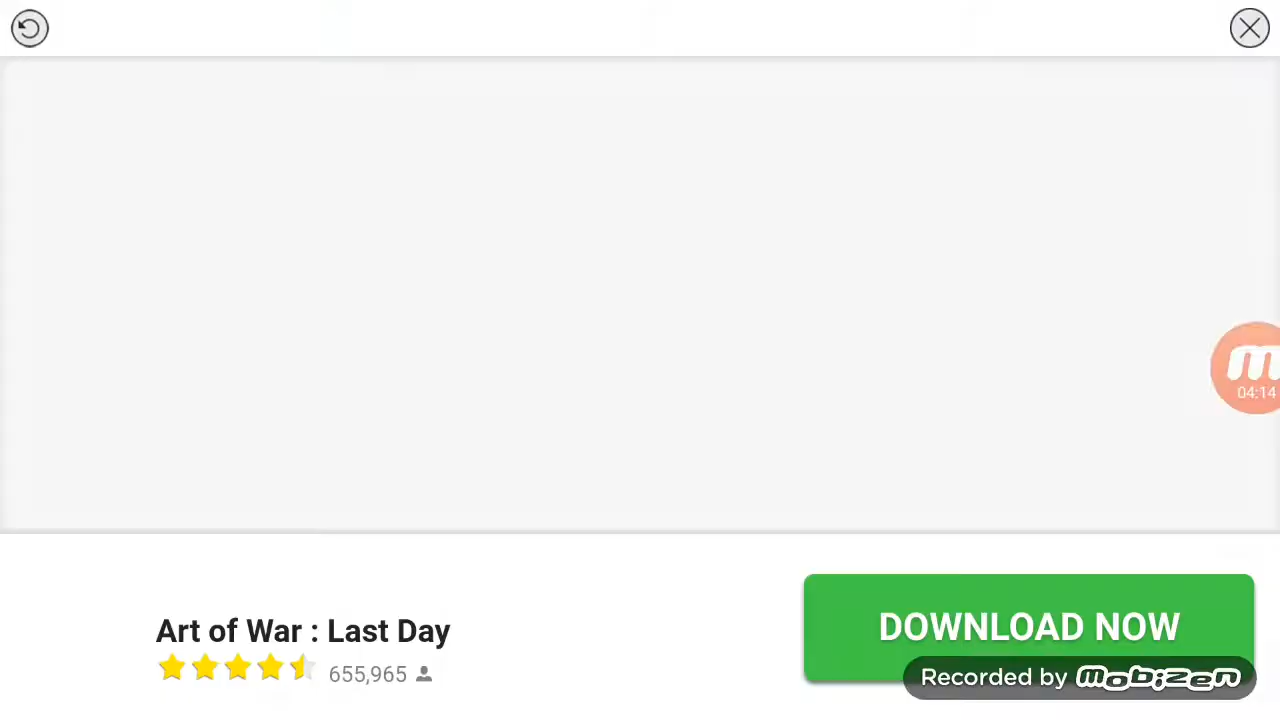 m
04:14
Art of War : Last Day
655,965
DOWNLOAD NOW
Recorded by mobizen